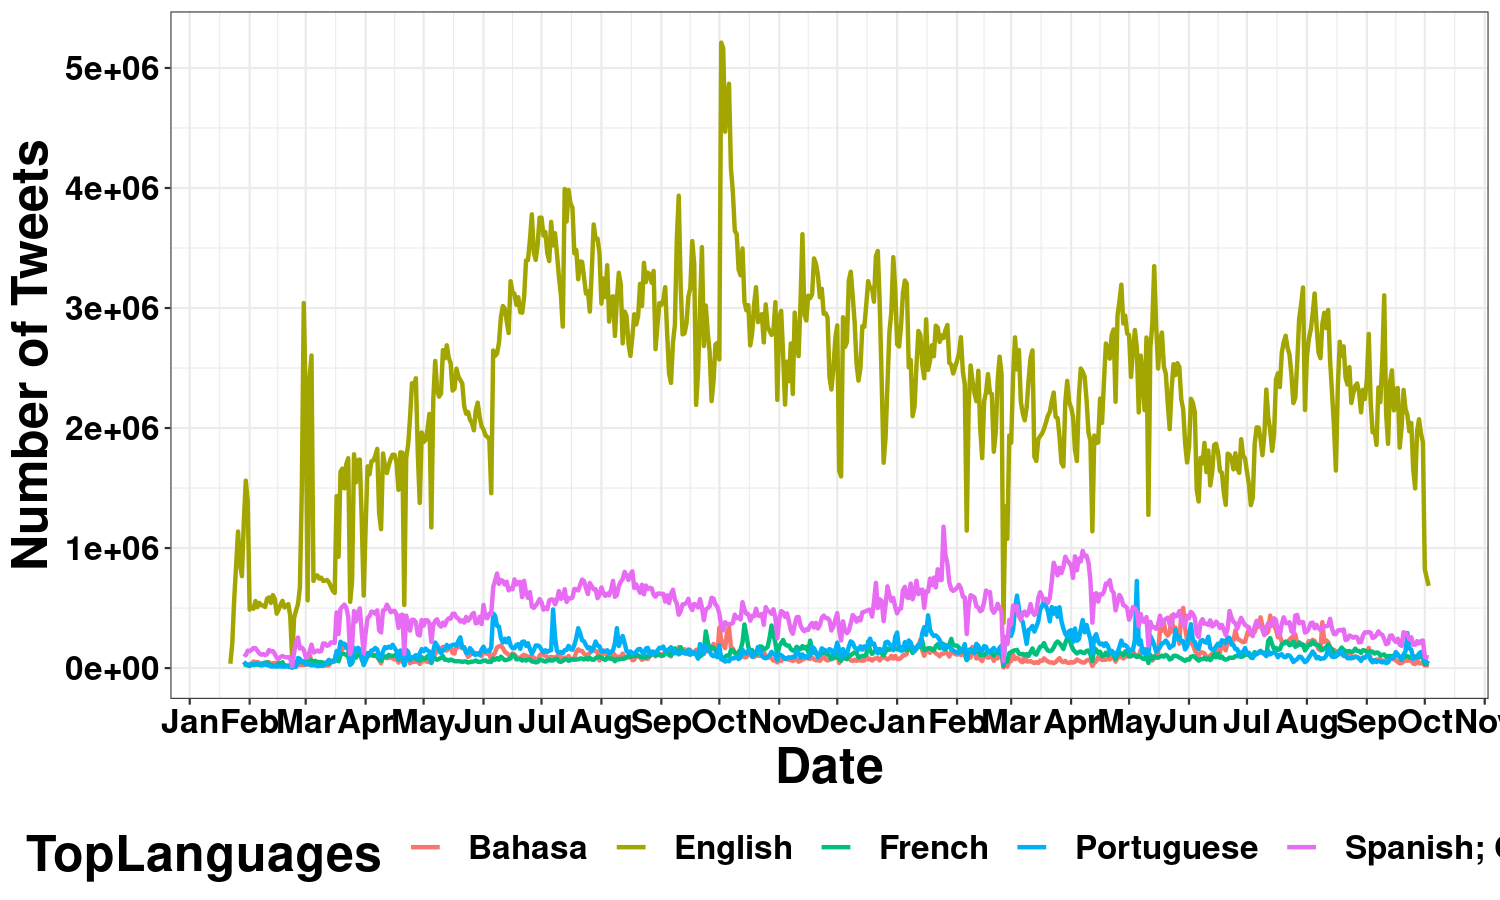 Number of Tweets
5e+06
4e+06
3e+06
2e+06
1e+06
0e+00
Jan Feb Mar Apr May Jun Jul Aug Sep Oct Nov Dec Jan Feb Mar Apr May Jun Jul Aug Sep Oct Nov
Date
TopLanguages Bahasa English French Portuguese Spanish;